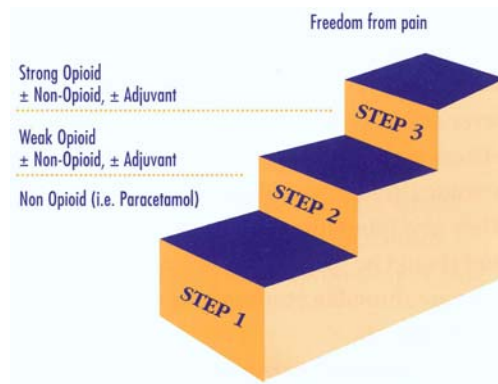 Freedom from pain
Strong Opioid
± Non-Opioid, ± Adjuvant
STEP 3
Weak Opioid
± Non-Opioid, ± Adjuvant
STEP 2
Non Opioid (i.e. Paracetamol)
STEP 1